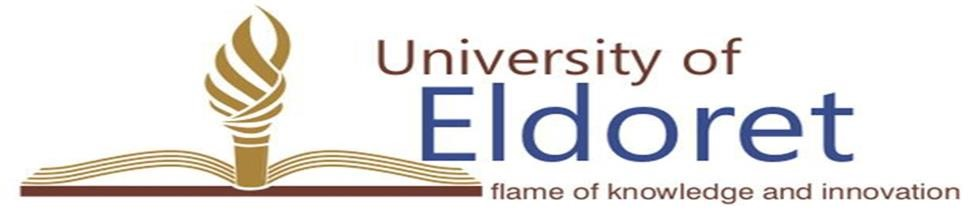 University of
Eldoret
flame of knowledge and innovation